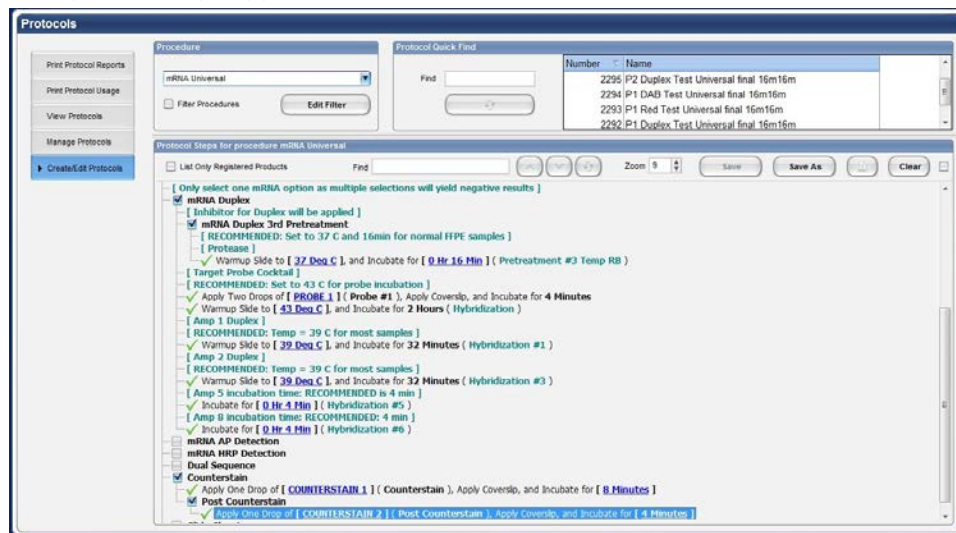 Protocols
Print Protocol Reports
Print Protocol Usage
View Protocols
Manage Protocols
Create/Edit Protocols
Procedure
mRNA Universal
Filter Procedures
Edit Filter
Protocol Quick Find
Find
Number Name
2295 P2 Duplex Test Universal final 16m16m
2294 P1 DAB Test Universal final 16m16m
2293 P1 Red Test Universal final 16m16m
2292 P1 Duplex Test Universal final 16m16m
Protocol Steps for procedure mRNA Universal
List Only Registered Products
Find
Zoom 9
Save
Save As
Clear
[ Only select one mRNA option as multiple selections will yield negative results ]
mRNA Duplex
[ Inhibitor for Duplex will be applied ]
mRNA Duplex 3rd Pretreatment
[ RECOMMENDED: Set to 37 C and 16min for normal FFPE samples ]
[ Protease ]
Warmup Slide to [ 37 Deg C ], and Incubate for [ 0 Hr 16 Min ] ( Pretreatment #3 Temp RB )
[ Target Probe Cocktail ]
[ RECOMMENDED: Set to 43 C for probe incubation ]
Apply Two Drops of [ PROBE 1 ] ( Probe #1 ), Apply Coverslip, and Incubate for 4 Minutes
Warmup Slide to [ 43 Deg C ], and Incubate for 2 Hours ( Hybridization )
[ Amp 1 Duplex ]
[ RECOMMENDED: Temp = 39 C for most samples ]
Warmup Slide to [ 39 Deg C ], and Incubate for 32 Minutes ( Hybridization #1 )
[ Amp 2 Duplex ]
[ RECOMMENDED: Temp = 39 C for most samples ]
Warmup Slide to [ 39 Deg C ], and Incubate for 32 Minutes ( Hybridization #3 )
[ Amp 5 incubation time: RECOMMENDED is 4 min ]
Incubate for [ 0 Hr 4 Min ] ( Hybridization #5 )
[ Amp 8 incubation time: RECOMMENDED: 4 min ]
Incubate for [ 0 Hr 4 Min ] ( Hybridization #6 )
mRNA AP Detection
mRNA HRP Detection
Dual Sequence
Counterstain
Apply One Drop of [ COUNTERSTAIN 1 ] ( Counterstain ), Apply Coverslip, and Incubate for [ 8 Minutes ]
Post Counterstain
Apply One Drop of [ COUNTERSTAIN 2 ] ( Post Counterstain ), Apply Coverslip, and Incubate for [ 4 Minutes ]